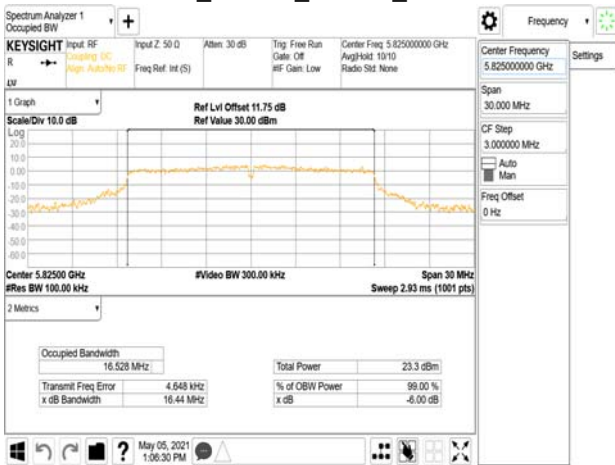 Spectrum Analyzer 1
Occupied BW
+
Frequency
KEYSIGHT
R
Input: RF
Coupling: DC
Align: Auto/No RF
Input Z: 50 Ω
Freq Ref: Int (S)
Atten: 30 dB
Trig: Free Run
Gate: Off
#IF Gain: Low
Center Freq: 5.825000000 GHz
Avg|Hold: 10/10
Radio Std: None
Center Frequency
5.825000000 GHz
Settings
Span
30.000 MHz
CF Step
3.000000 MHz
Auto
Man
Freq Offset
0 Hz
1 Graph
Scale/Div 10.0 dB
Ref Lvl Offset 11.75 dB
Ref Value 30.00 dBm
Log
20.0
10.0
0.00
-10.0
-20.0
-30.0
-40.0
-50.0
-60.0
Center 5.82500 GHz
#Res BW 100.00 kHz
#Video BW 300.00 kHz
Span 30 MHz
Sweep 2.93 ms (1001 pts)
2 Metrics
Occupied Bandwidth
16.528 MHz
Total Power 23.3 dBm
Transmit Freq Error 4.648 kHz
% of OBW Power 99.00 %
x dB Bandwidth 16.44 MHz
x dB -6.00 dB
?
May 05, 2021
1:06:30 PM